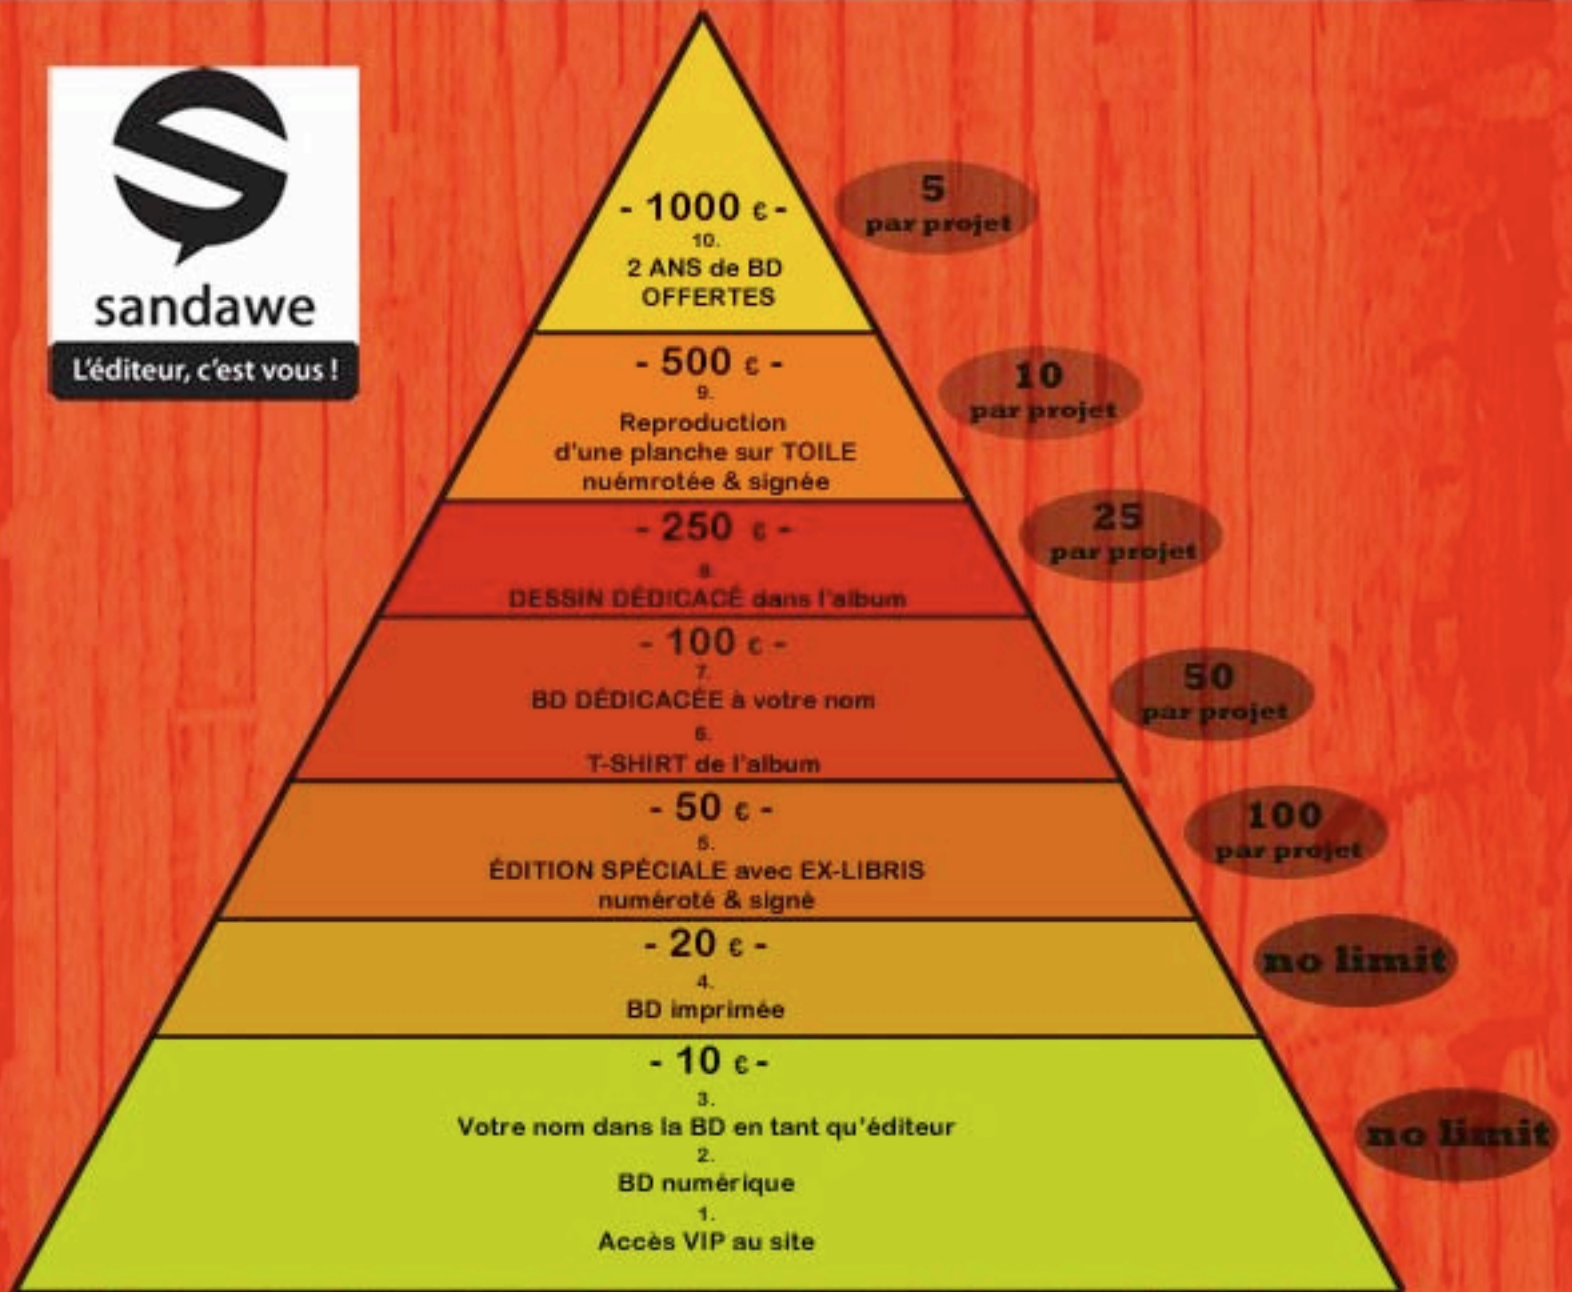 sandawe
L'éditeur, c'est vous !
- 1000 € -
10.
2 ANS de BD
OFFERTES
5
par projet
- 500 € -
9.
Reproduction
d'une planche sur TOILE
nuémrotée & signée
10
par projet
- 250 € -
8.
DESSIN DÉDICACÉ dans l'album
25
par projet
- 100 € -
7.
BD DÉDICACÉE à votre nom
6.
T-SHIRT de l'album
50
par projet
- 50 € -
5.
ÉDITION SPÉCIALE avec EX-LIBRIS
numéroté & signé
100
par projet
- 20 € -
4.
BD imprimée
no limit
- 10 € -
3.
Votre nom dans la BD en tant qu'éditeur
2.
BD numérique
1.
Accès VIP au site
no limit